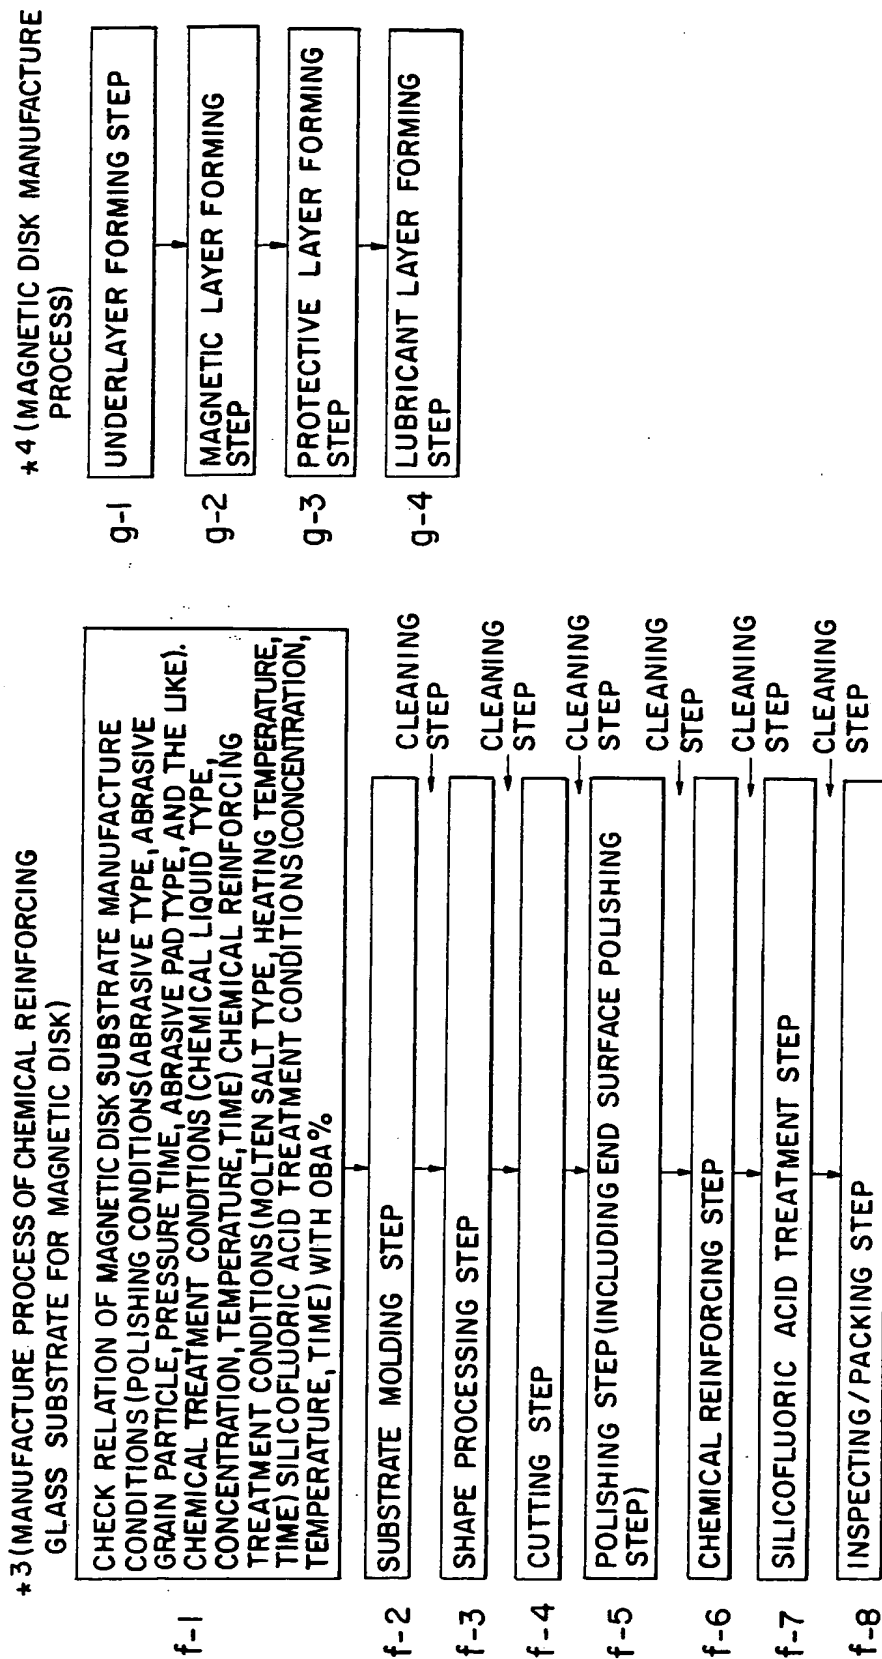 *3(MANUFACTURE PROCESS OF CHEMICAL REINFORCING
GLASS SUBSTRATE FOR MAGNETIC DISK)
f-1
CHECK RELATION OF MAGNETIC DISK SUBSTRATE MANUFACTURE
CONDITIONS (POLISHING CONDITIONS(ABRASIVE TYPE, ABRASIVE
GRAIN PARTICLE, PRESSURE TIME, ABRASIVE PAD TYPE, AND THE LIKE).
CHEMICAL TREATMENT CONDITIONS (CHEMICAL LIQUID TYPE,
CONCENTRATION, TEMPERATURE, TIME) CHEMICAL REINFORCING
TREATMENT CONDITIONS(MOLTEN SALT TYPE, HEATING TEMPERATURE,
TIME) SILICOFLUORIC ACID TREATMENT CONDITIONS(CONCENTRATION,
TEMPERATURE, TIME) WITH OBA%
f-2
SUBSTRATE MOLDING STEP
CLEANING
STEP
f-3
SHAPE PROCESSING STEP
CLEANING
STEP
f-4
CUTTING STEP
CLEANING
STEP
f-5
POLISHING STEP(INCLUDING END SURFACE POLISHING
STEP)
CLEANING
STEP
f-6
CHEMICAL REINFORCING STEP
CLEANING
STEP
f-7
SILICOFLUORIC ACID TREATMENT STEP
CLEANING
STEP
f-8
INSPECTING/PACKING STEP
*4(MAGNETIC DISK MANUFACTURE
PROCESS)
g-1
UNDERLAYER FORMING STEP
g-2
MAGNETIC LAYER FORMING
STEP
g-3
PROTECTIVE LAYER FORMING
STEP
g-4
LUBRICANT LAYER FORMING
STEP